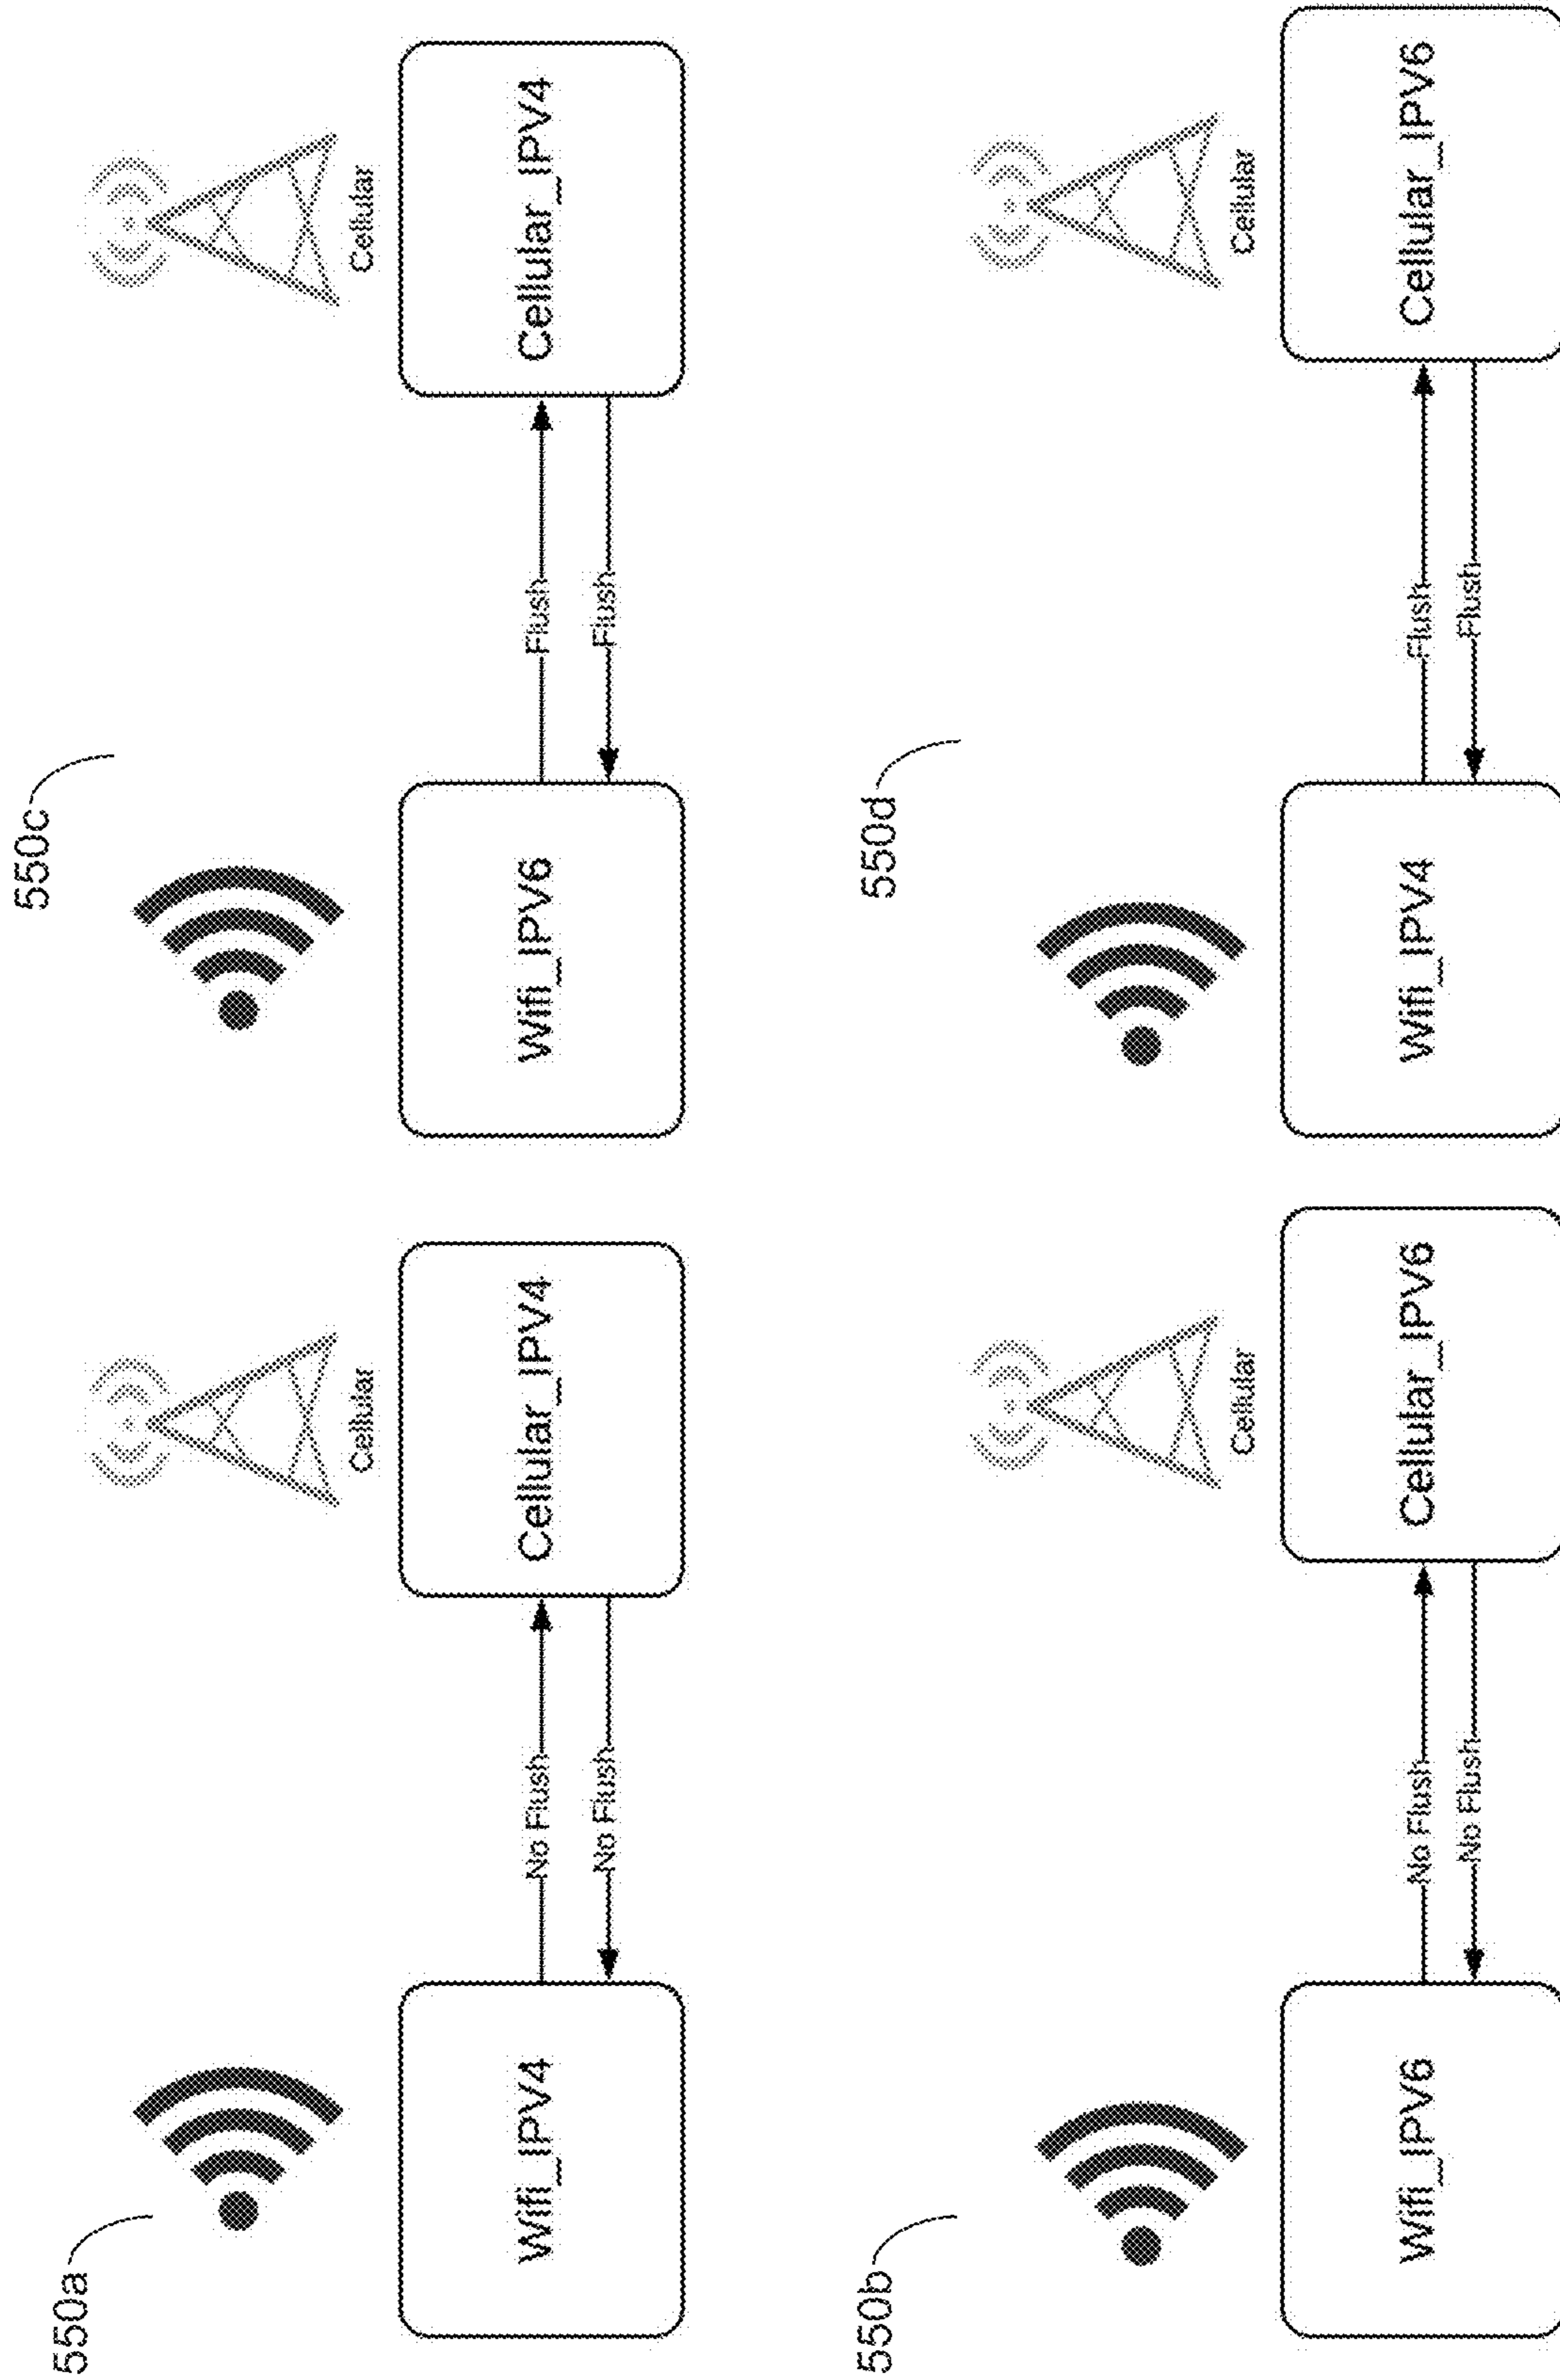 550a
Cellular
Wifi_IPV4
No Flush
No Flush
Cellular_IPV4
550c
Cellular
Wifi_IPV6
Flush
Flush
Cellular_IPV4
550b
Cellular
Wifi_IPV6
No Flush
No Flush
Cellular_IPV6
550d
Cellular
Wifi_IPV4
Flush
Flush
Cellular_IPV6